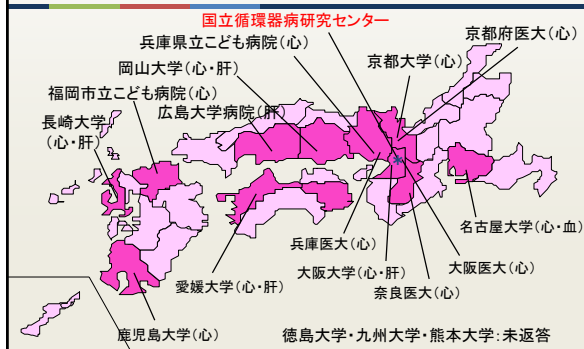 国立循環器病研究センター
兵庫県立こども病院(心)
京都府医大(心)
岡山大学(心・肝)
京都大学(心)
福岡市立こども病院(心)
広島大学病院(肝)
長崎大学
(心・肝)
名古屋大学(心・血)
兵庫医大(心)
大阪大学(心・肝)
大阪医大(心)
愛媛大学(心・肝)
奈良医大(心)
鹿児島大学(心)
徳島大学・九州大学・熊本大学:未返答